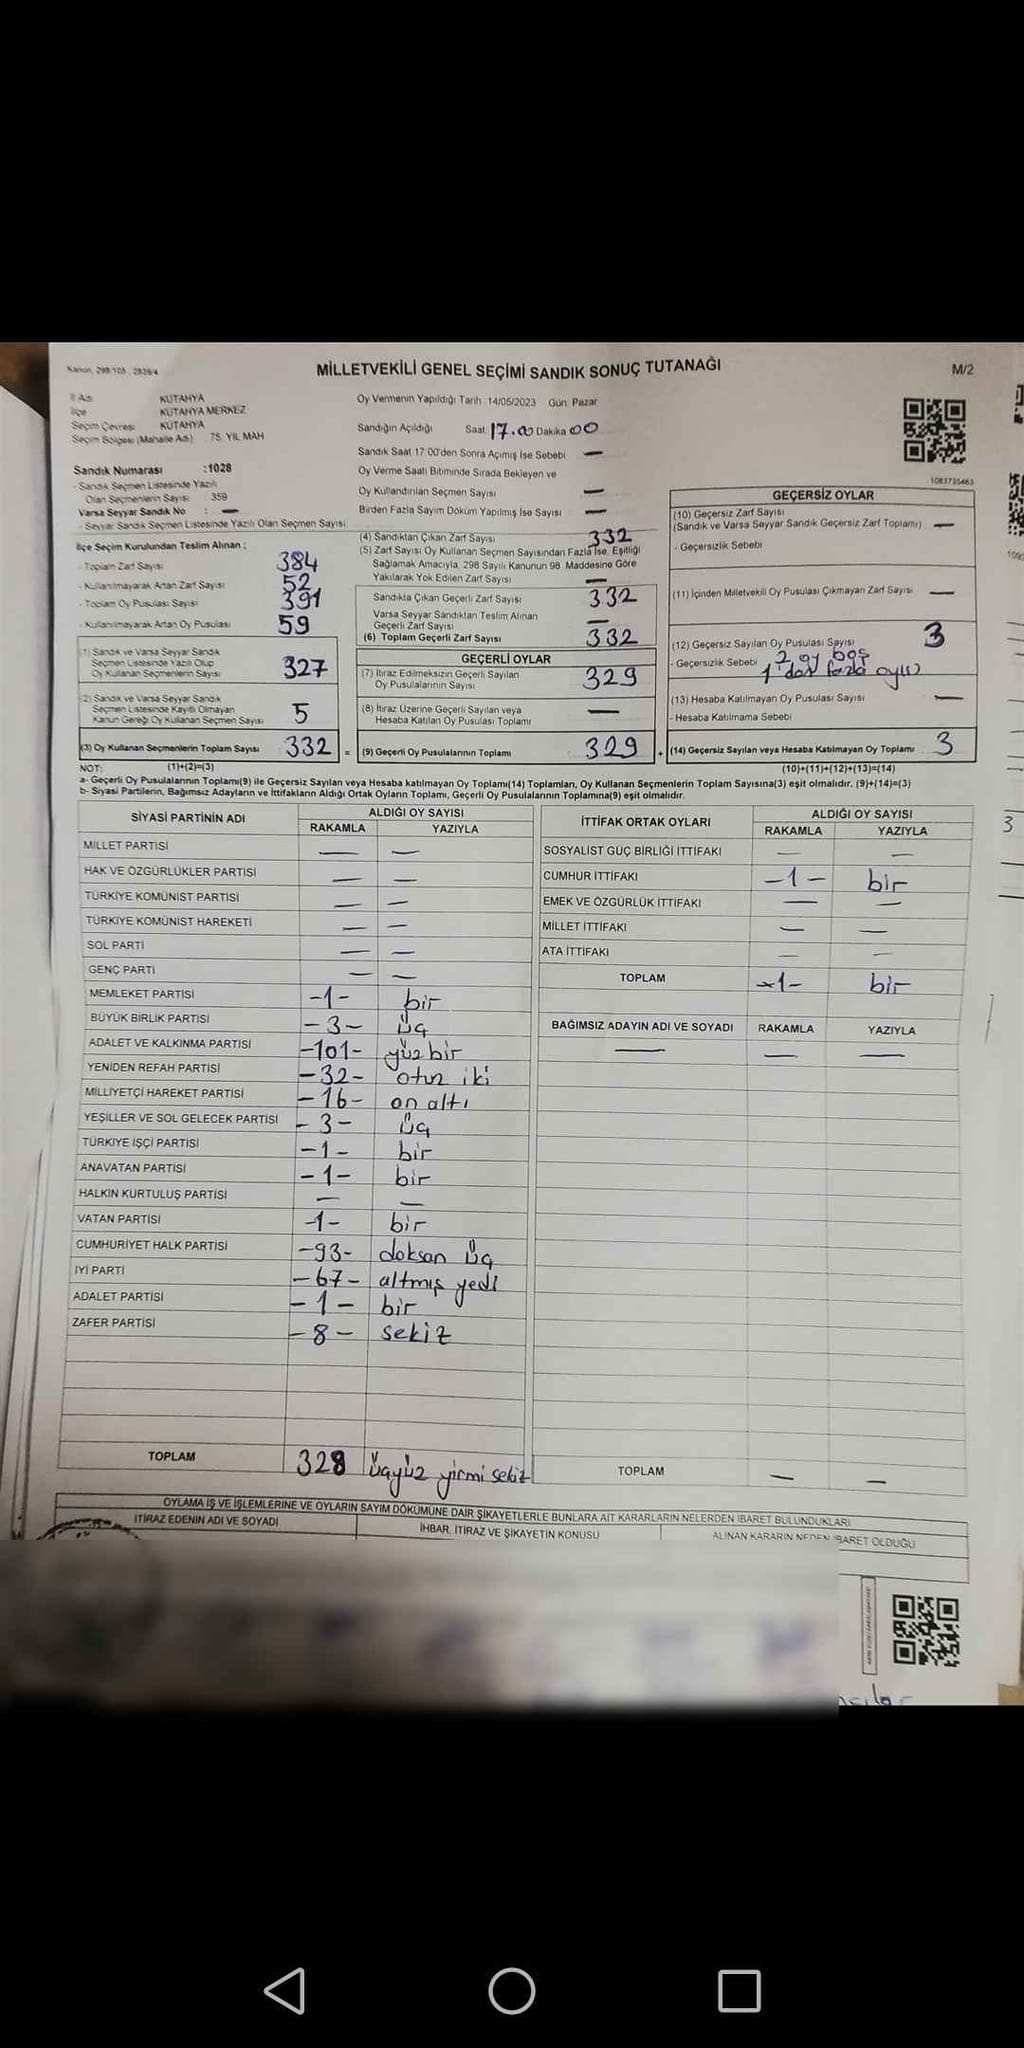 Kanun, 298/105 , 2839/4
MİLLETVEKİLİ GENEL SEÇİMİ SANDIK SONUÇ TUTANAĞI
M/2
İl Adı KÜTAHYA
İlçe KÜTAHYA MERKEZ
Seçim Çevresi KÜTAHYA
Seçim Bölgesi (Mahalle Adı) 75. YIL MAH
Sandık Numarası :1028
- Sandık Seçmen Listesinde Yazılı
Olan Seçmenlerin Sayısı : 359
Varsa Seyyar Sandık No : —
- Seyyar Sandık Seçmen Listesinde Yazılı Olan Seçmen Sayısı
Oy Vermenin Yapıldığı Tarih :14/05/2023 Gün: Pazar
Sandığın Açıldığı Saat 17.00 Dakika 00
Sandık Saat 17 00'den Sonra Açımış İse Sebebi —
Oy Verme Saati Bitiminde Sırada Bekleyen ve
Oy Kullandırılan Seçmen Sayısı —
Birden Fazla Sayım Döküm Yapılmış İse Sayısı —
1083735463
İlçe Seçim Kurulundan Teslim Alınan ;
- Toplam Zarf Sayısı 384
- Kullanılmayarak Artan Zarf Sayısı 52
- Toplam Oy Pusulası Sayısı 391
- Kullanılmayarak Artan Oy Pusulası 59
(1) Sandık ve Varsa Seyyar Sandık
Seçmen Listesinde Yazılı Olup
Oy Kullanan Seçmenlerin Sayısı 327
(2) Sandık ve Varsa Seyyar Sandık
Seçmen Listesinde Kayıtlı Olmayan
Kanun Gereği Oy Kullanan Seçmen Sayısı 5
(3) Oy Kullanan Seçmenlerin Toplam Sayısı 332 =
(4) Sandıktan Çıkan Zarf Sayısı 332
(5) Zarf Sayısı Oy Kullanan Seçmen Sayısından Fazla İse, Eşitliği
Sağlamak Amacıyla, 298 Sayılı Kanunun 98. Maddesine Göre
Yakılarak Yok Edilen Zarf Sayısı —
Sandıkta Çıkan Geçerli Zarf Sayısı 332
Varsa Seyyar Sandıktan Teslim Alınan
Geçerli Zarf Sayısı —
(6) Toplam Geçerli Zarf Sayısı 332
GEÇERLİ OYLAR
(7) İtiraz Edilmeksizin Geçerli Sayılan
Oy Pusulalarının Sayısı 329
(8) İtiraz Üzerine Geçerli Sayılan veya
Hesaba Katılan Oy Pusulası Toplamı —
(9) Geçerli Oy Pusulalarının Toplamı 329 +
GEÇERSİZ OYLAR
(10) Geçersiz Zarf Sayısı
(Sandık ve Varsa Seyyar Sandık Geçersiz Zarf Toplamı) —
- Geçersizlik Sebebi
(11) İçinden Milletvekili Oy Pusulası Çıkmayan Zarf Sayısı —
(12) Geçersiz Sayılan Oy Pusulası Sayısı 3
- Geçersizlik Sebebi 2 oy boş
1'den fazla
(13) Hesaba Katılmayan Oy Pusulası Sayısı —
- Hesaba Katılmama Sebebi
(14) Geçersiz Sayılan veya Hesaba Katılmayan Oy Toplamı 3
NOT: (1)+(2)=(3)
(10)+(11)+(12)+(13)=(14)
a- Geçerli Oy Pusulalarının Toplamı(9) ile Geçersiz Sayılan veya Hesaba katılmayan Oy Toplamı(14) Toplamları, Oy Kullanan Seçmenlerin Toplam Sayısına(3) eşit olmalıdır. (9)+(14)=(3)
b- Siyasi Partilerin, Bağımsız Adayların ve İttifakların Aldığı Ortak Oyların Toplamı, Geçerli Oy Pusulalarının Toplamına(9) eşit olmalıdır.
SİYASİ PARTİNİN ADI ALDIĞI OY SAYISI
RAKAMLA YAZIYLA
MİLLET PARTİSİ — —
HAK VE ÖZGÜRLÜKLER PARTİSİ — —
TÜRKİYE KOMÜNİST PARTİSİ — —
TÜRKİYE KOMÜNİST HAREKETİ — —
SOL PARTİ — —
GENÇ PARTİ — —
MEMLEKET PARTİSİ -1- bir
BÜYÜK BİRLİK PARTİSİ -3- üç
ADALET VE KALKINMA PARTİSİ -101- yüz bir
YENİDEN REFAH PARTİSİ -32- otuz iki
MİLLİYETÇİ HAREKET PARTİSİ -16- on altı
YEŞİLLER VE SOL GELECEK PARTİSİ -3- üç
TÜRKİYE İŞÇİ PARTİSİ -1- bir
ANAVATAN PARTİSİ -1- bir
HALKIN KURTULUŞ PARTİSİ — —
VATAN PARTİSİ -1- bir
CUMHURİYET HALK PARTİSİ -93- doksan üç
İYİ PARTİ -67- altmış yedi
ADALET PARTİSİ -1- bir
ZAFER PARTİSİ -8- sekiz
TOPLAM 328 üçyüz yirmi sekiz
İTTİFAK ORTAK OYLARI ALDIĞI OY SAYISI
RAKAMLA YAZIYLA
SOSYALİST GÜÇ BİRLİĞİ İTTİFAKI — —
CUMHUR İTTİFAKI -1- bir
EMEK VE ÖZGÜRLÜK İTTİFAKI — —
MİLLET İTTİFAKI — —
ATA İTTİFAKI — —
TOPLAM -1- bir
BAĞIMSIZ ADAYIN ADI VE SOYADI RAKAMLA YAZIYLA
— — —
TOPLAM — —
3
OYLAMA İŞ VE İŞLEMLERİNE VE OYLARIN SAYIM DÖKÜMÜNE DAİR ŞİKAYETLERLE BUNLARA AİT KARARLARIN NELERDEN İBARET BULUNDUKLARI
İTİRAZ EDENİN ADI VE SOYADI İHBAR, İTİRAZ VE ŞİKAYETİN KONUSU ALINAN KARARIN NEDEN İBARET OLDUĞU